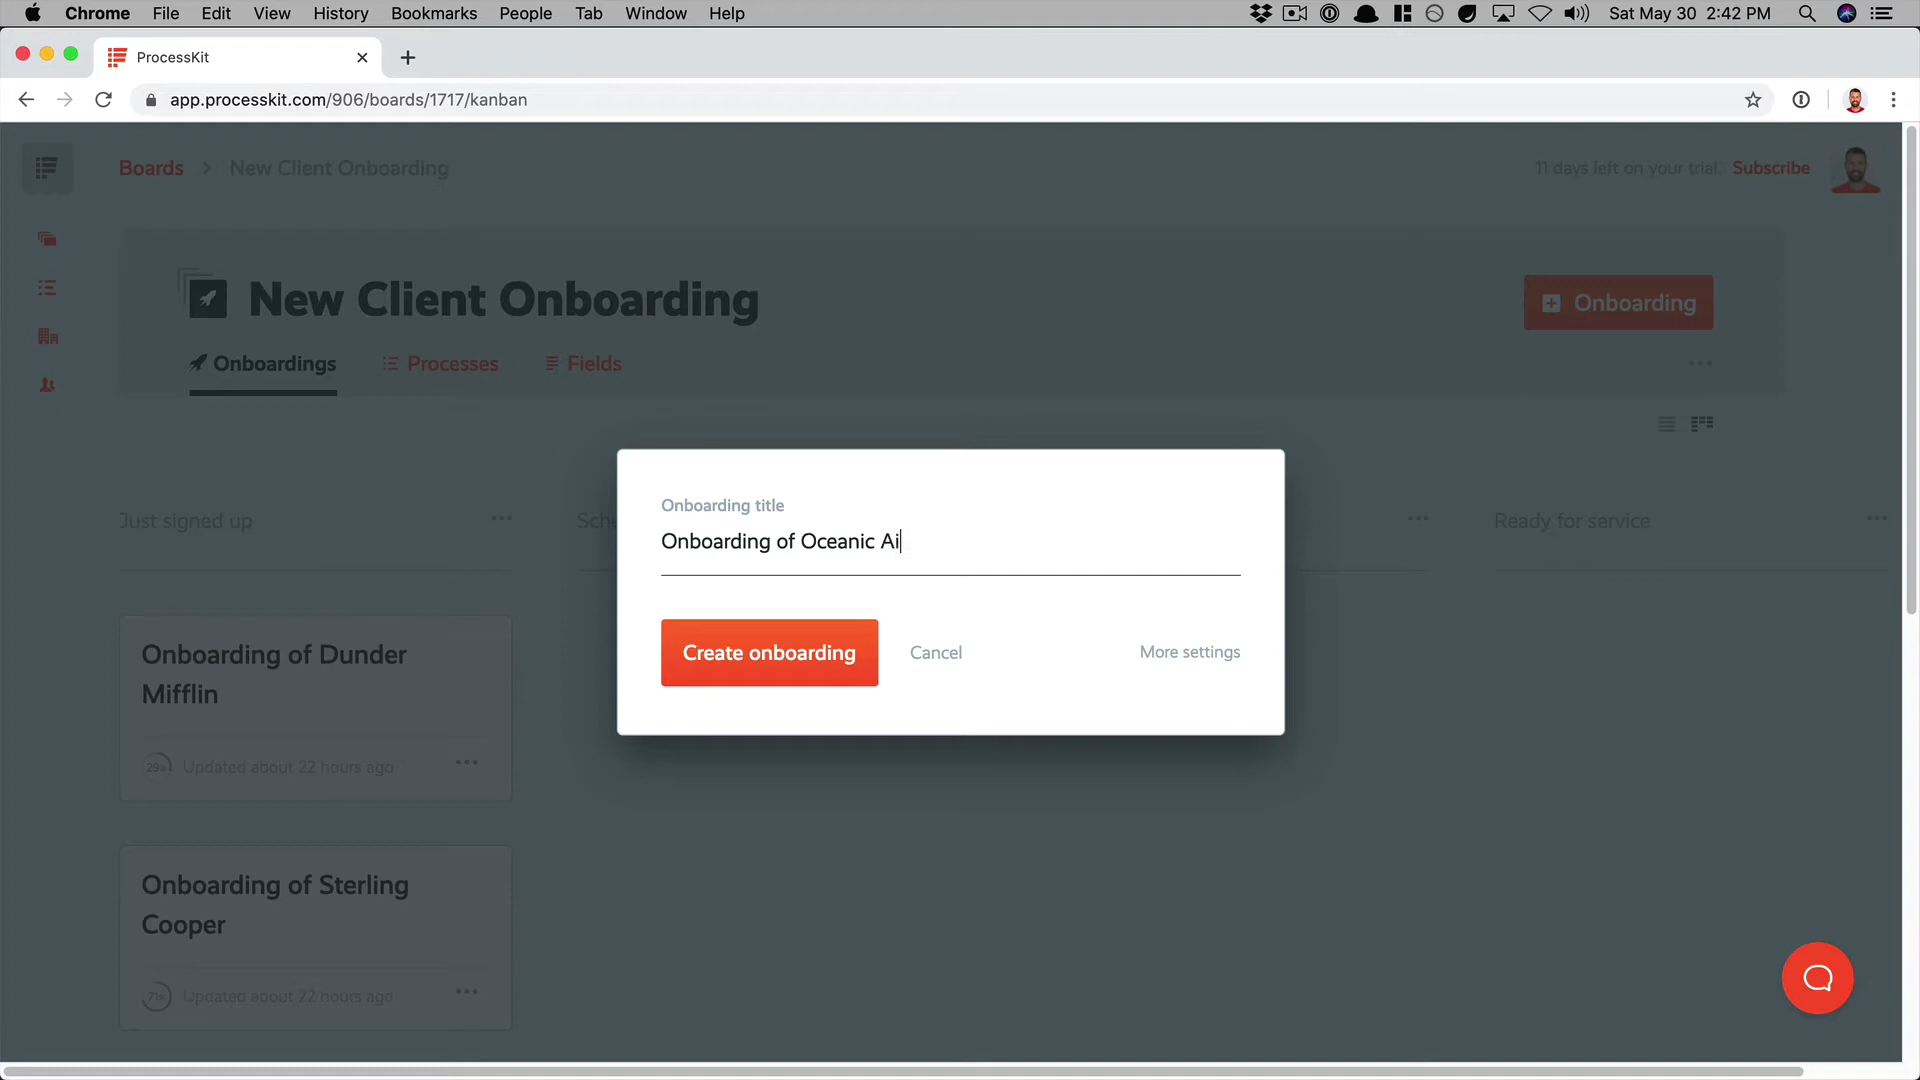 Chrome File Edit View History Bookmarks People Tab Window Help Sat May 30 2:42 PM
ProcessKit
app.processkit.com/906/boards/1717/kanban
Boards > New Client Onboarding 11 days left on your trial. Subscribe
New Client Onboarding
Onboarding
Onboardings Processes Fields
Just signed up
Sche
Ready for service
Onboarding title
Onboarding of Oceanic Ai
Create onboarding Cancel More settings
Onboarding of Dunder
Mifflin
29% Updated about 22 hours ago
Onboarding of Sterling
Cooper
71% Updated about 22 hours ago